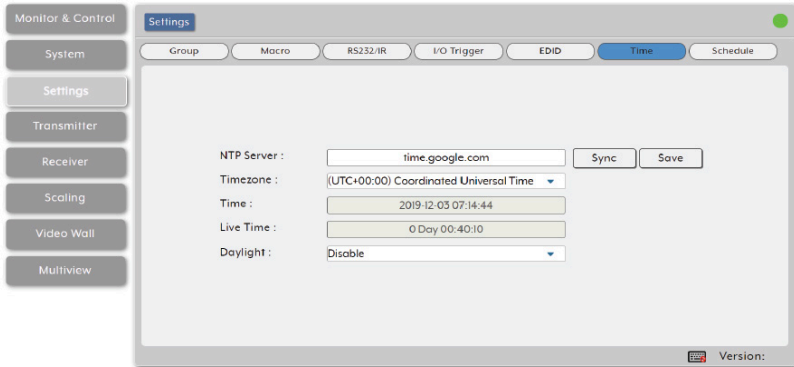 Monitor & Control
System
Settings
Transmitter
Receiver
Scaling
Video Wall
Multiview
Settings
Group Macro RS232/IR I/O Trigger EDID Time Schedule
NTP Server : time.google.com Sync Save
Timezone : (UTC+00:00) Coordinated Universal Time
Time : 2019-12-03 07:14:44
Live Time : 0 Day 00:40:10
Daylight : Disable
Version: